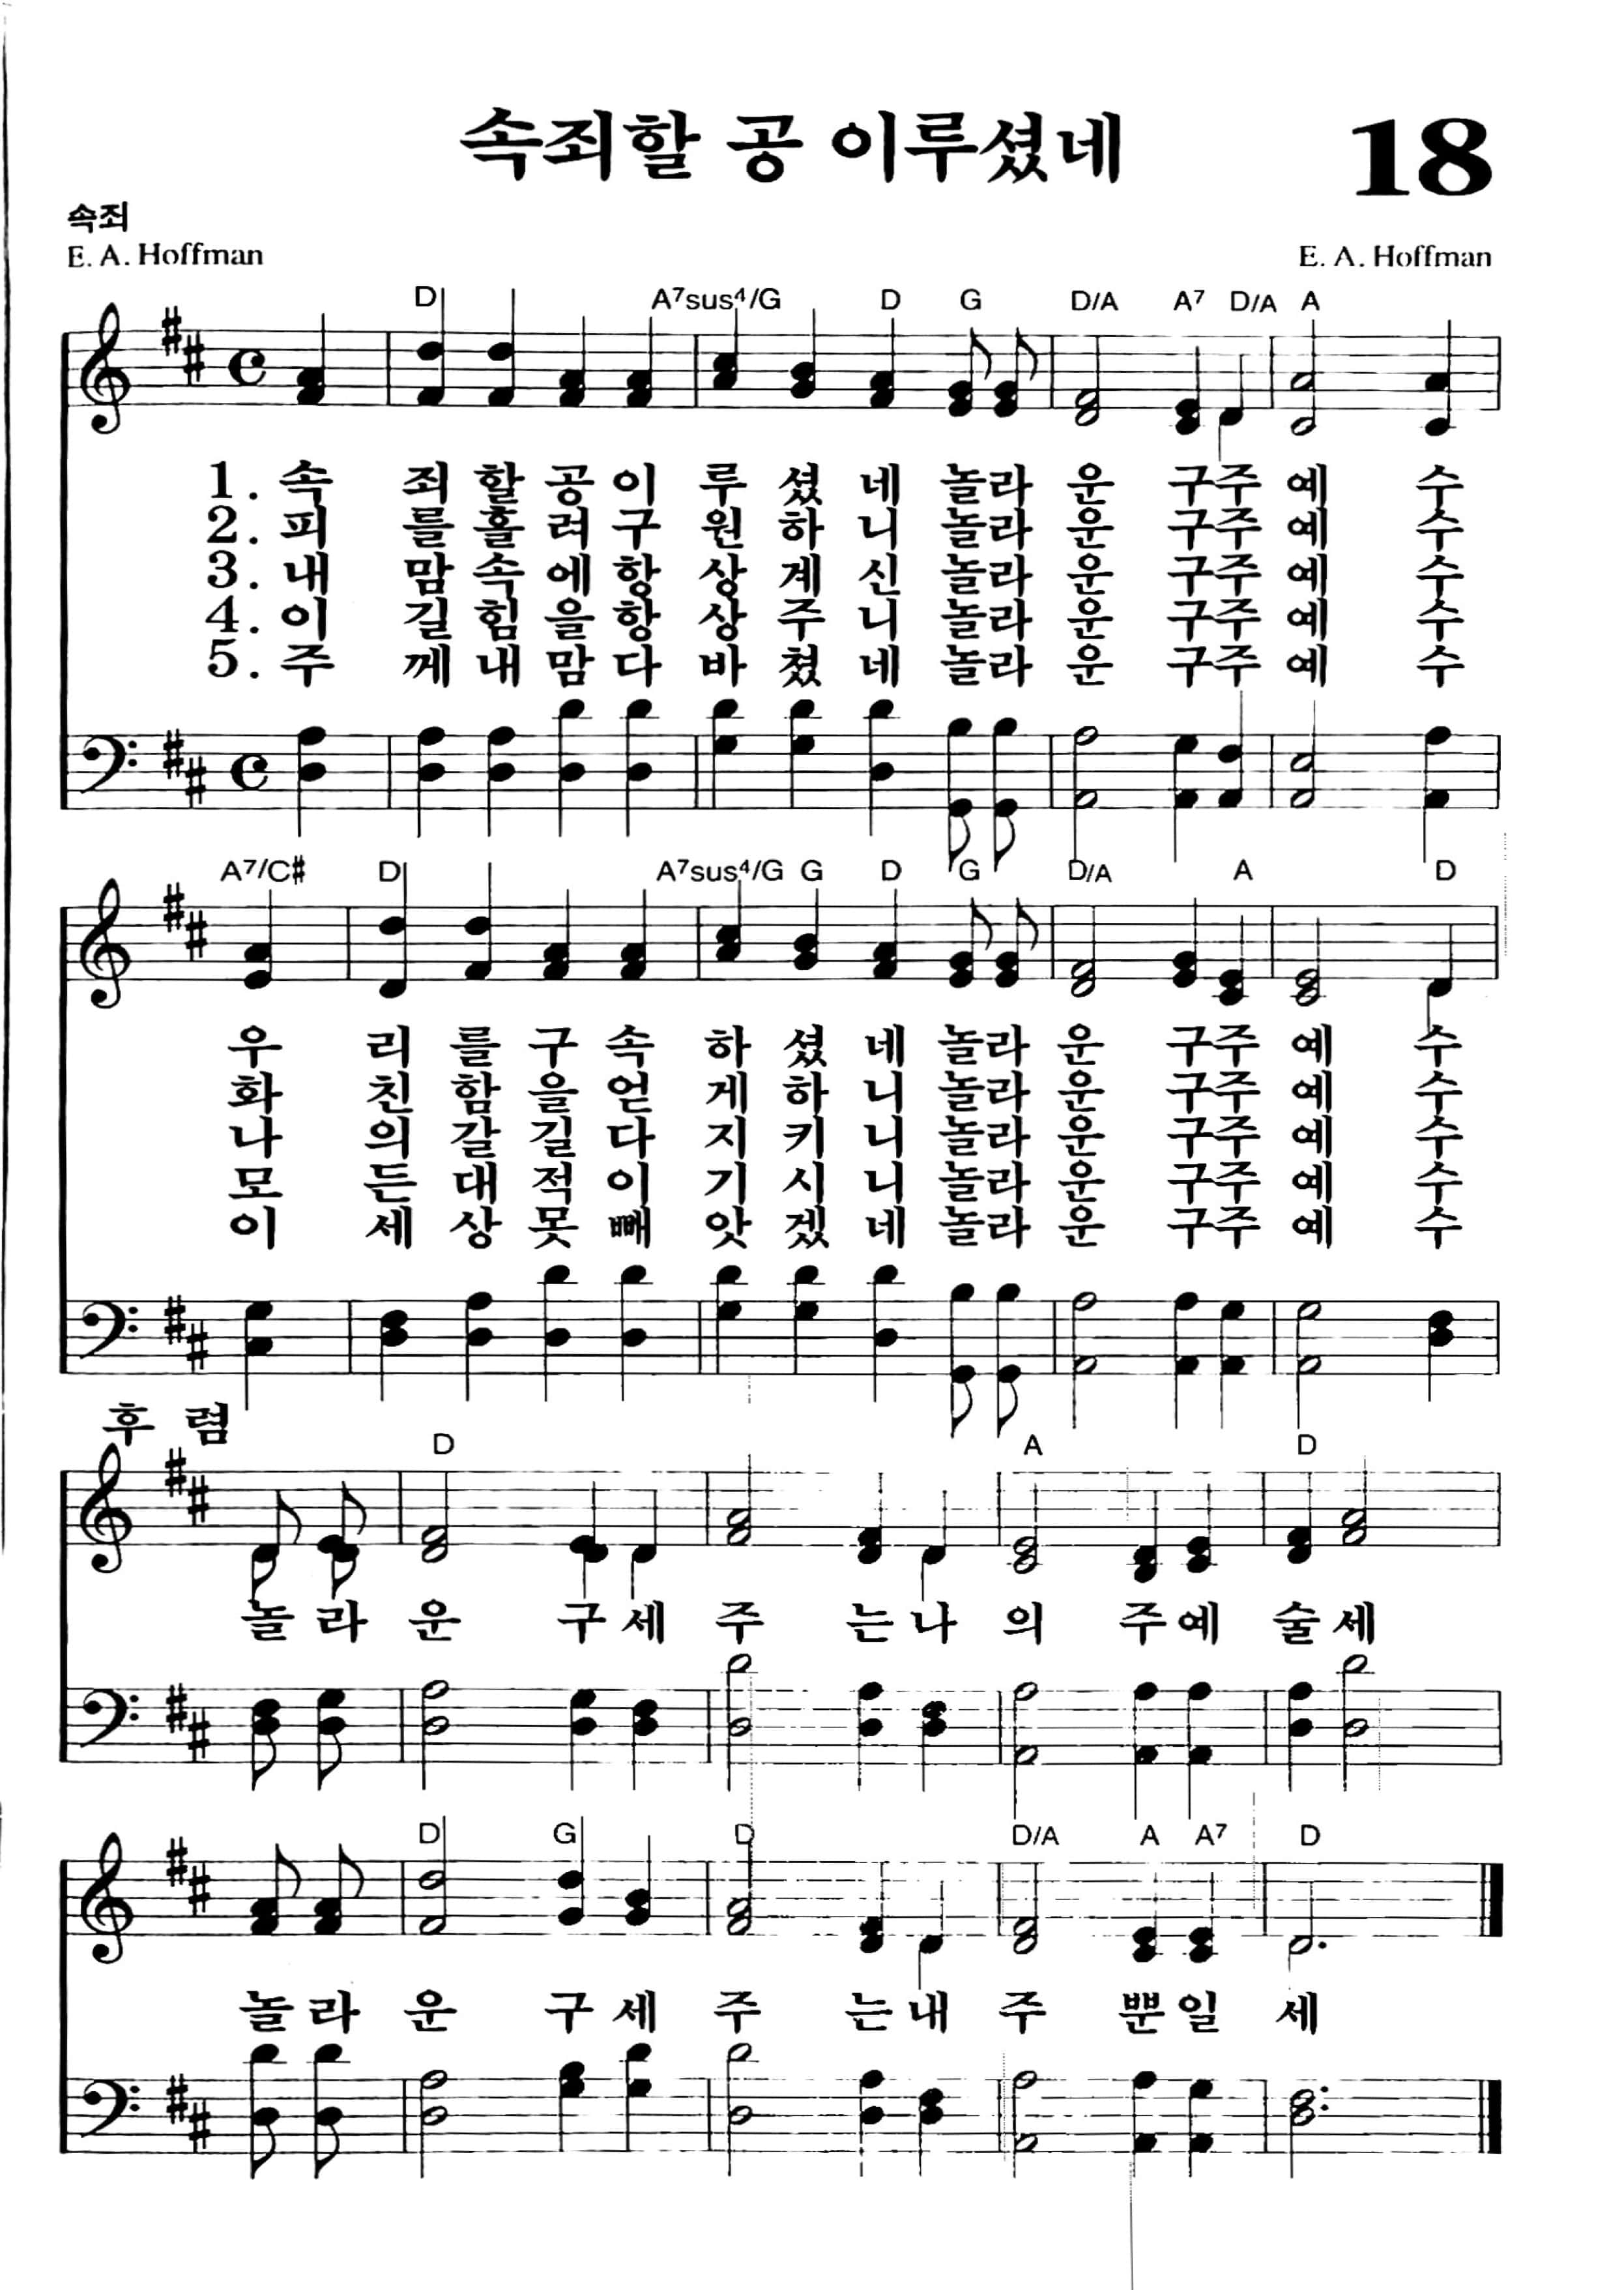 속죄할 공 이루셨네 18
속죄
E. A. Hoffman E. A. Hoffman
D A7sus4/G D G D/A A7 D/A A
1. 속 죄 할 공 이 루 셨 네 놀라 운 구주 예 수
2. 피 를 흘 려 구 원 하 니 놀라 운 구주 예 수
3. 내 맘 속 에 항 상 계 신 놀라 운 구주 예 수
4. 이 길 힘 을 항 상 주 니 놀라 운 구주 예 수
5. 주 께 내 맘 다 바 쳤 네 놀라 운 구주 예 수
A7/C# D A7sus4/G G D G D/A A D
우 리 를 구 속 하 셨 네 놀라 운 구주 예 수
화 친 함 을 얻 게 하 니 놀라 운 구주 예 수
나 의 갈 길 다 지 키 니 놀라 운 구주 예 수
모 든 대 적 이 기 시 니 놀라 운 구주 예 수
이 세 상 못 빼 앗 겠 네 놀라 운 구주 예 수
후 렴
D A D
놀 라 운 구 세 주 는 나 의 주 예 술 세
D G D D/A A A7 D
놀 라 운 구 세 주 는 내 주 뿐 일 세